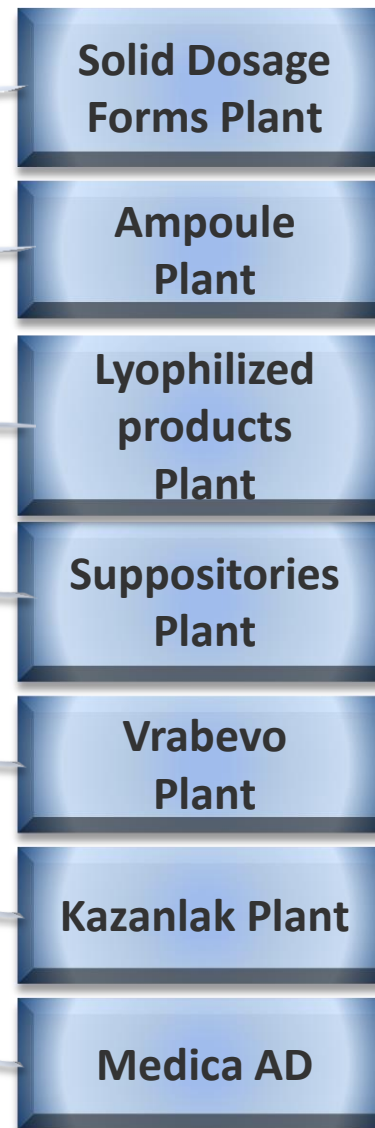 Solid Dosage
Forms Plant
Ampoule
Plant
Lyophilized
products
Plant
Suppositories
Plant
Vrabevo
Plant
Kazanlak Plant
Medica AD